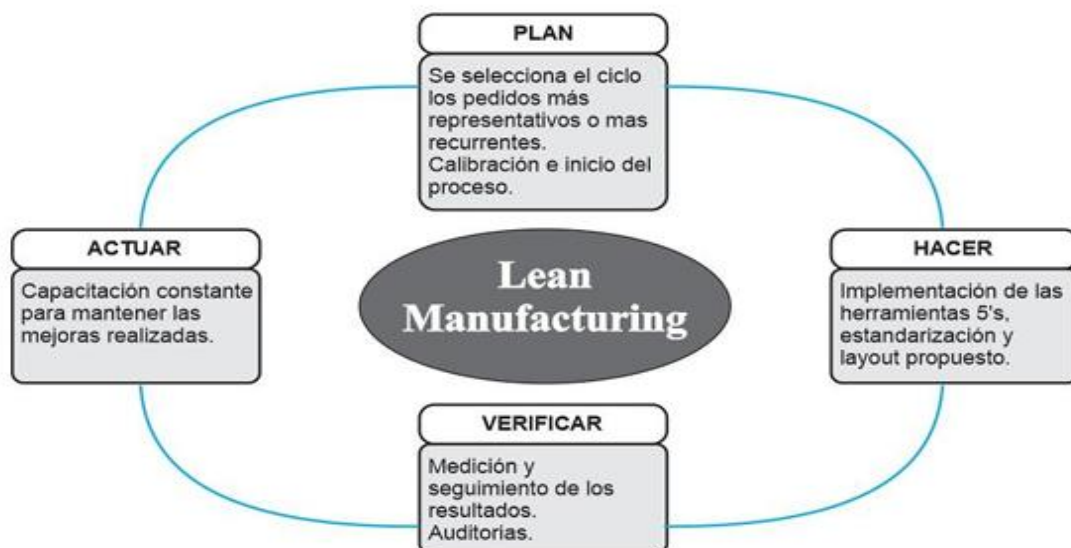 PLAN
Se selecciona el ciclo
los pedidos más
representativos o mas
recurrentes.
Calibración e inicio del
proceso.
ACTUAR
Capacitación constante
para mantener las
mejoras realizadas.
Lean
Manufacturing
HACER
Implementación de las
herramientas 5's,
estandarización y
layout propuesto.
VERIFICAR
Medición y
seguimiento de los
resultados.
Auditorias.